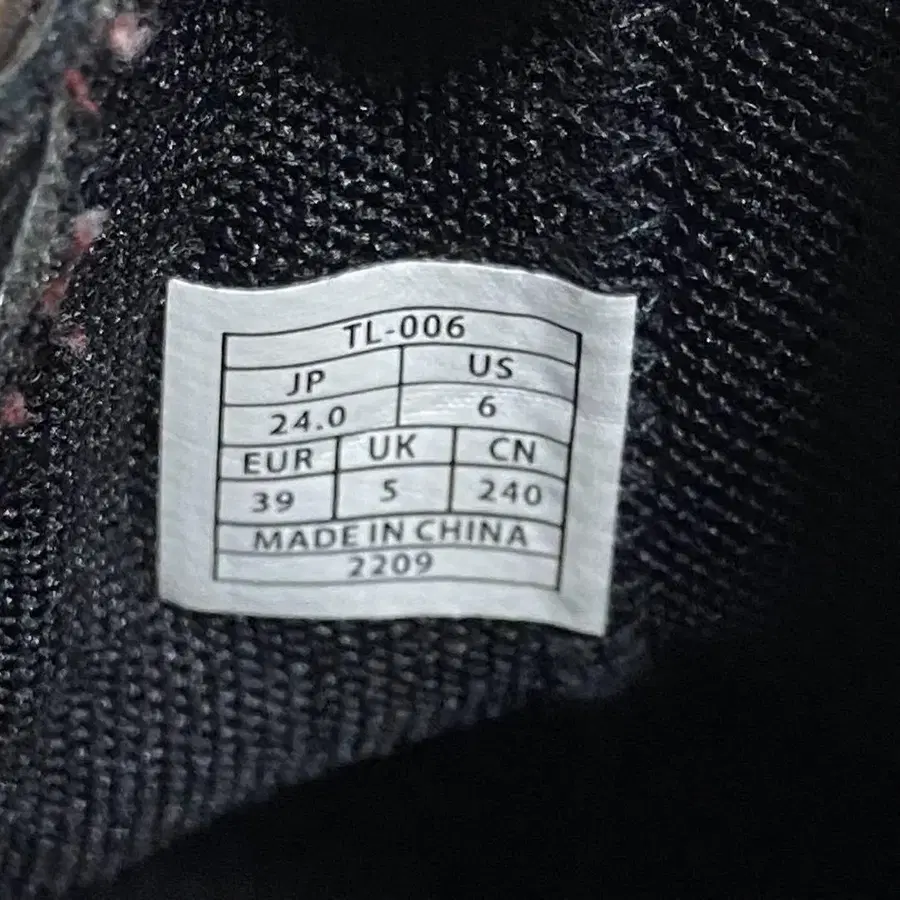 TL-006
JP US
24.0 6
EUR UK CN
39 5 240
MADE IN CHINA
2209